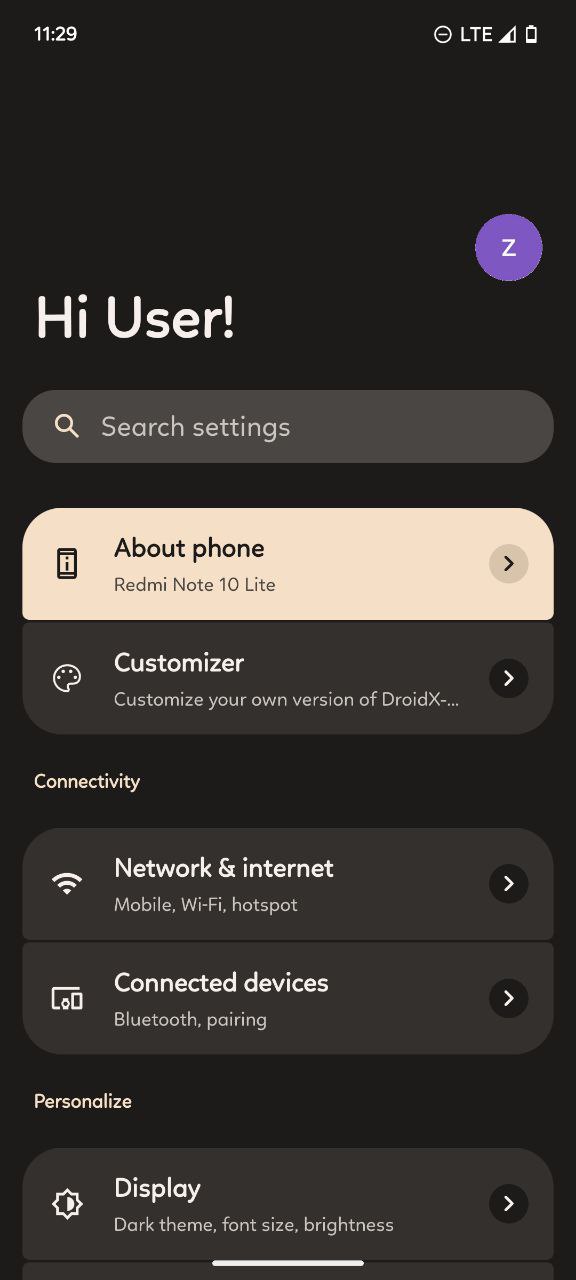 11:29
LTE
Z
Hi User!
Search settings
About phone
Redmi Note 10 Lite
Customizer
Customize your own version of DroidX-...
Connectivity
Network & internet
Mobile, Wi-Fi, hotspot
Connected devices
Bluetooth, pairing
Personalize
Display
Dark theme, font size, brightness